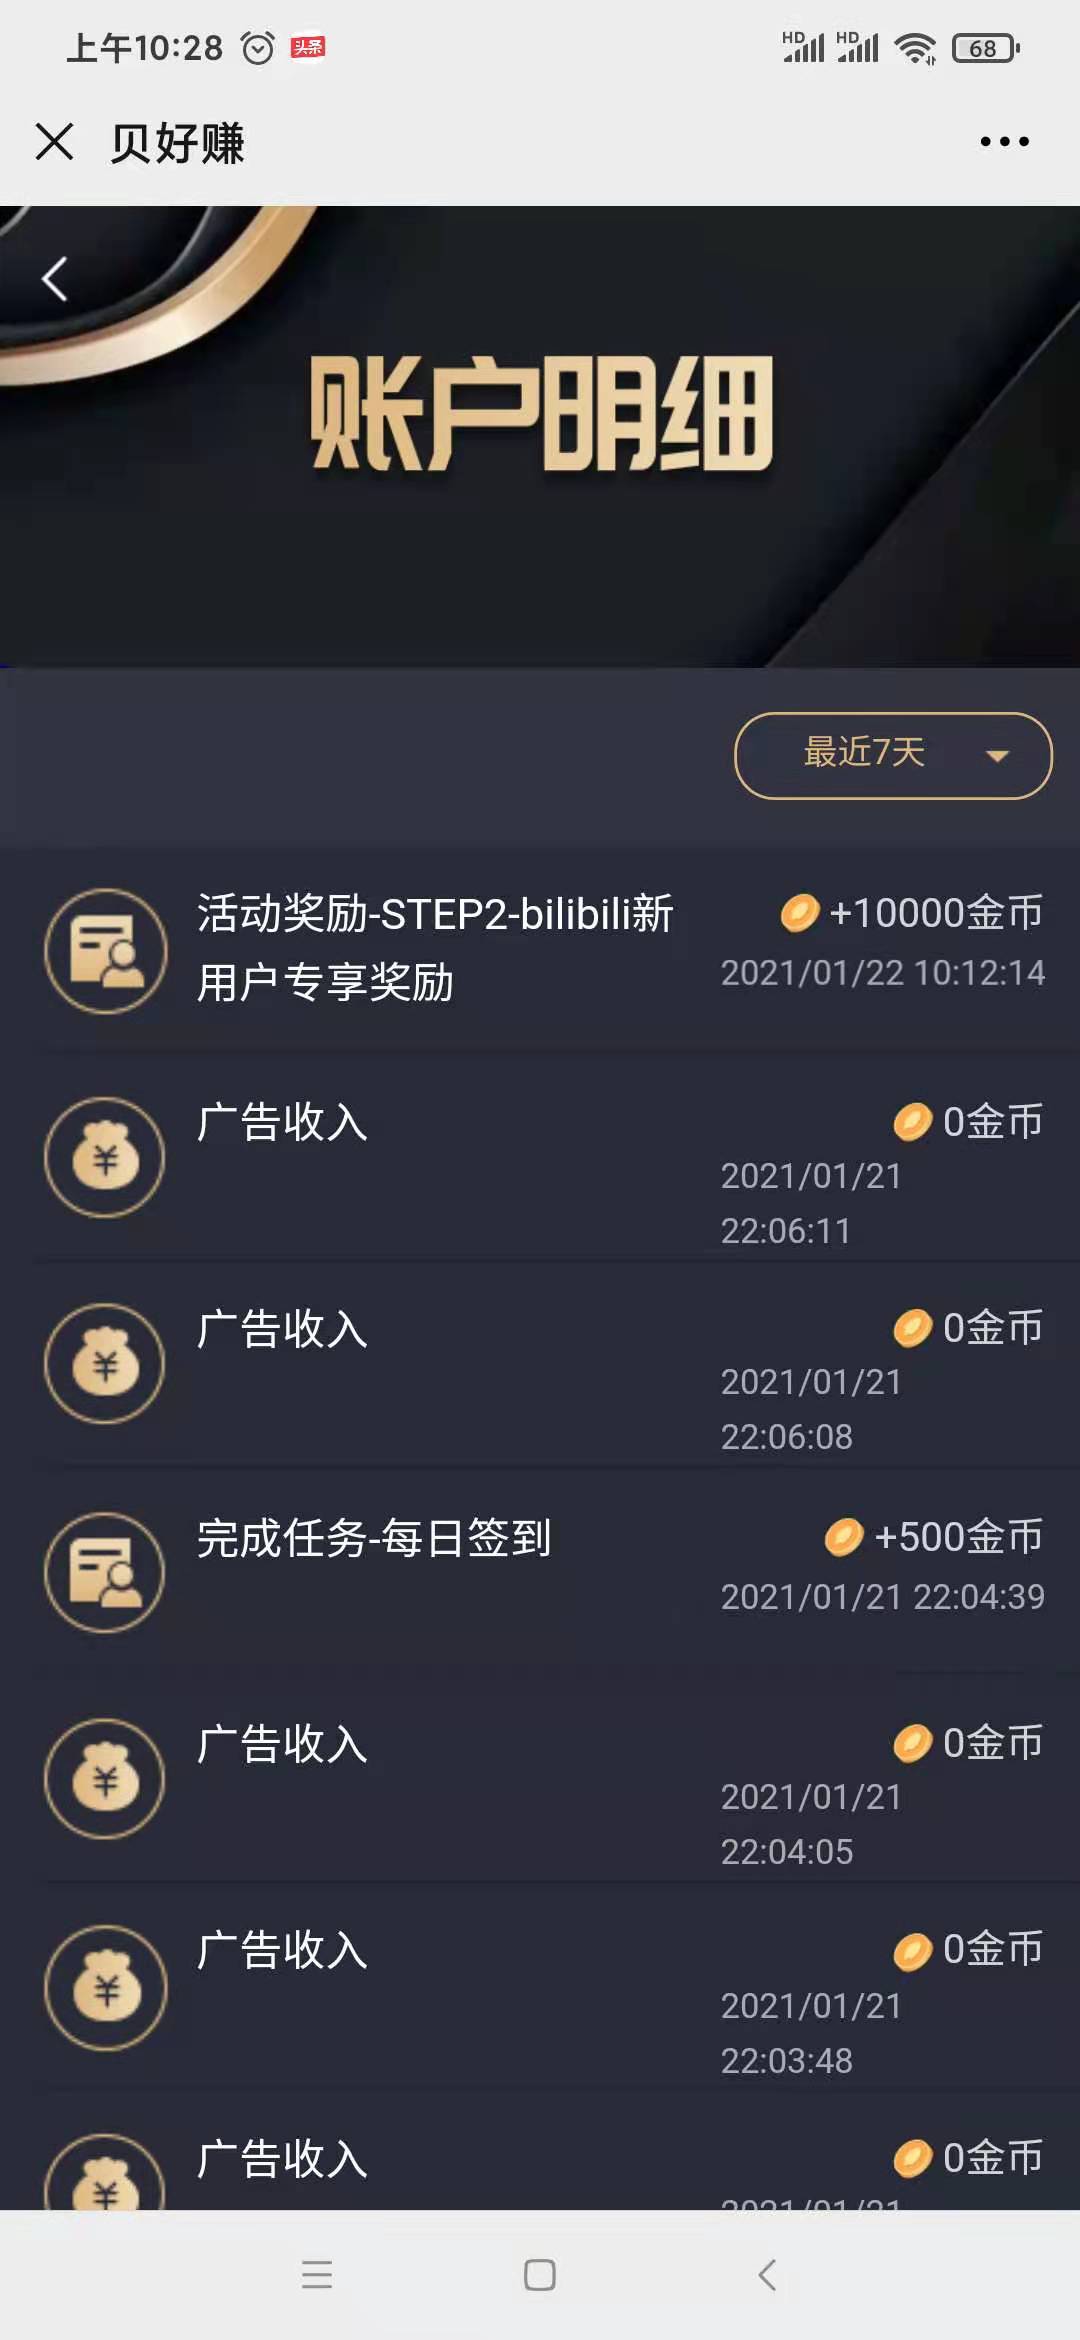 上午10:28 头条 HD HD 68
贝好赚
账户明细
最近7天
活动奖励-STEP2-bilibili新 +10000金币
用户专享奖励 2021/01/22 10:12:14
广告收入 0金币
2021/01/21
22:06:11
广告收入 0金币
2021/01/21
22:06:08
完成任务-每日签到 +500金币
2021/01/21 22:04:39
广告收入 0金币
2021/01/21
22:04:05
广告收入 0金币
2021/01/21
22:03:48
广告收入 0金币
2021/01/21